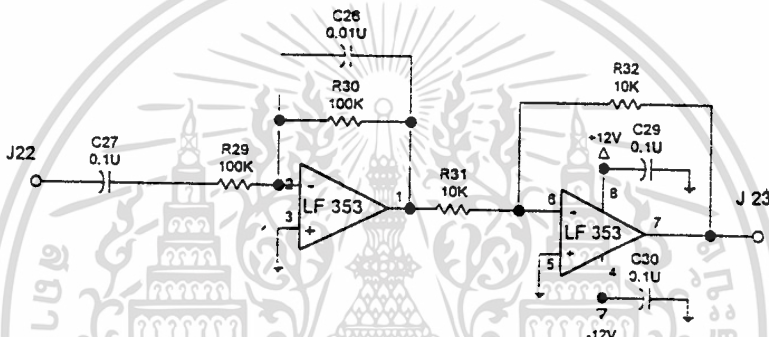 C26
0.01U
R30
100K
R32
10K
C27
0.1U
J22
R29
100K
2
-
3
+
LF 353
1
R31
10K
+12V
C29
0.1U
8
6
-
LF 353
7
5
+
4
J 23
C30
0.1U
-12V